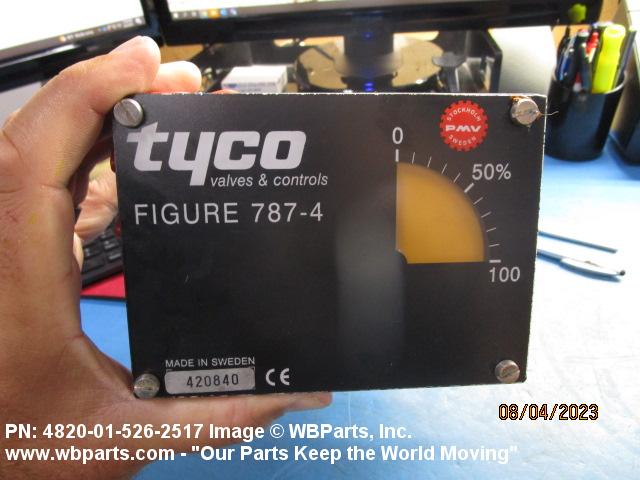 tyco
valves & controls
FIGURE 787-4
STOCKHOLM
PMV
SWEDEN
0
50%
100
MADE IN SWEDEN
420840 CE
08/04/2023
PN: 4820-01-526-2517 Image © WBParts, Inc.
www.wbparts.com - "Our Parts Keep the World Moving"